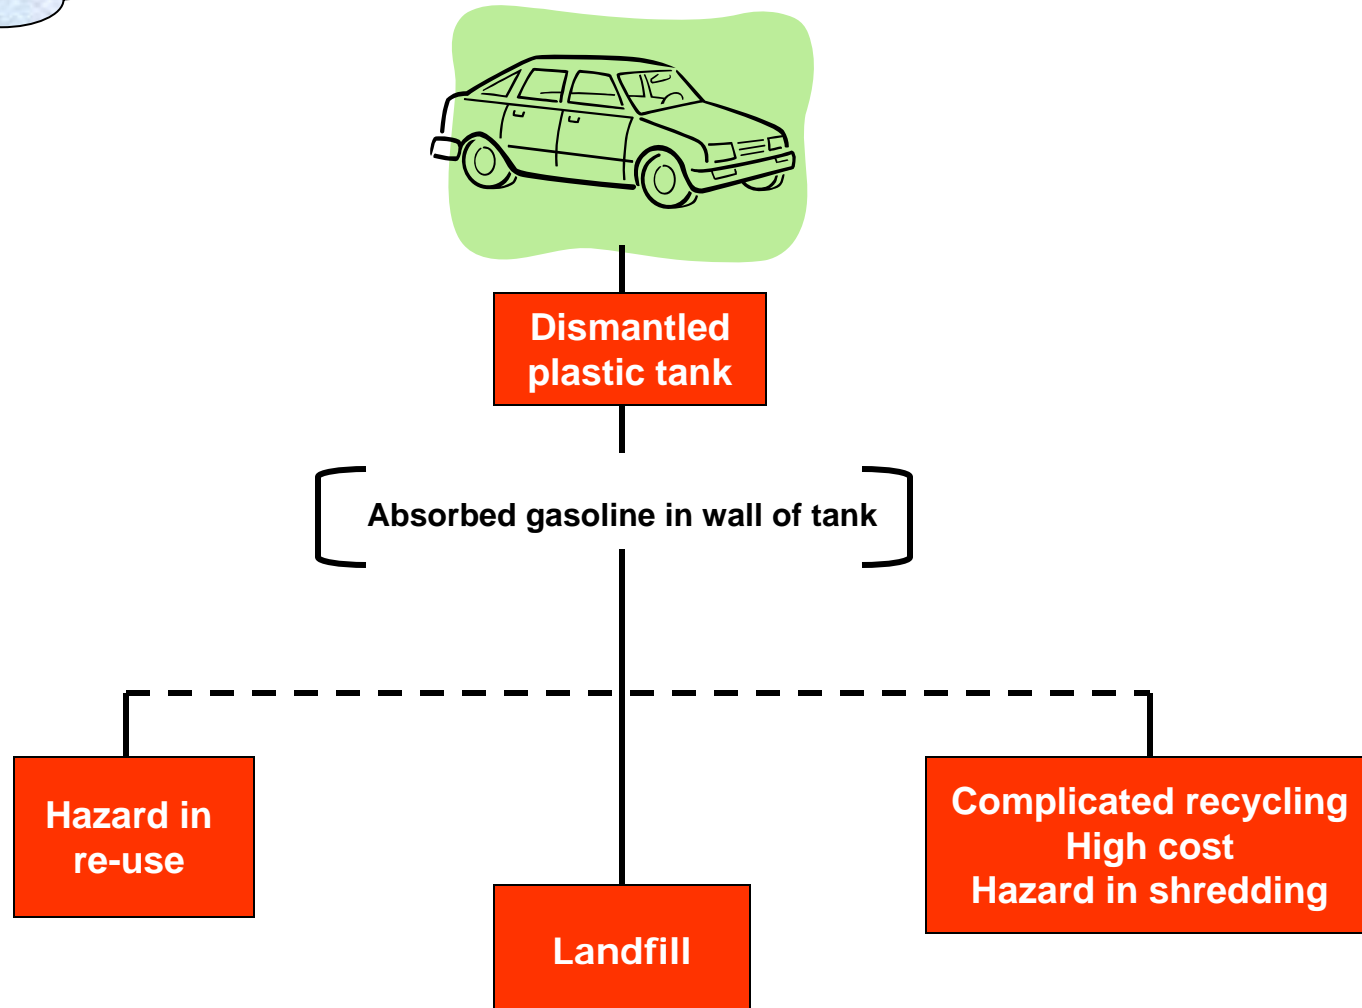 Dismantled
plastic tank
Absorbed gasoline in wall of tank
Hazard in
re-use
Complicated recycling
High cost
Hazard in shredding
Landfill